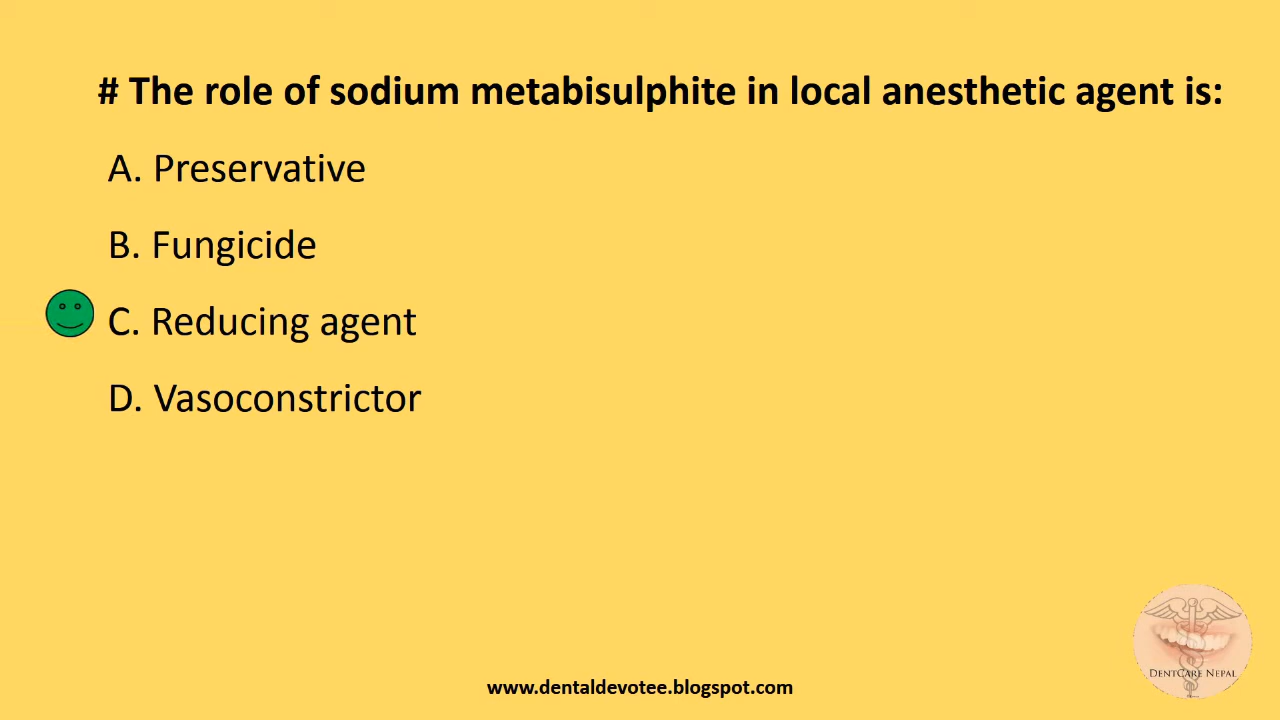 # The role of sodium metabisulphite in local anesthetic agent is:
A. Preservative
B. Fungicide
C. Reducing agent
D. Vasoconstrictor
DENTCARE NEPAL
www.dentaldevotee.blogspot.com